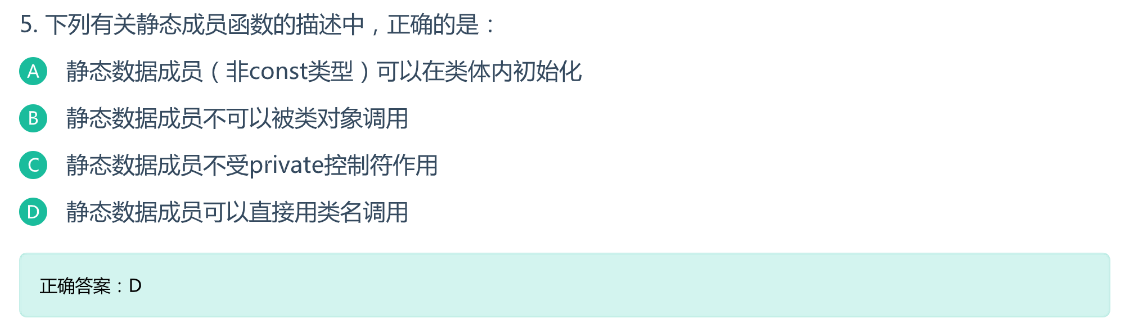 5. 下列有关静态成员函数的描述中，正确的是：
A 静态数据成员（非const类型）可以在类体内初始化
B 静态数据成员不可以被类对象调用
C 静态数据成员不受private控制符作用
D 静态数据成员可以直接用类名调用
正确答案：D